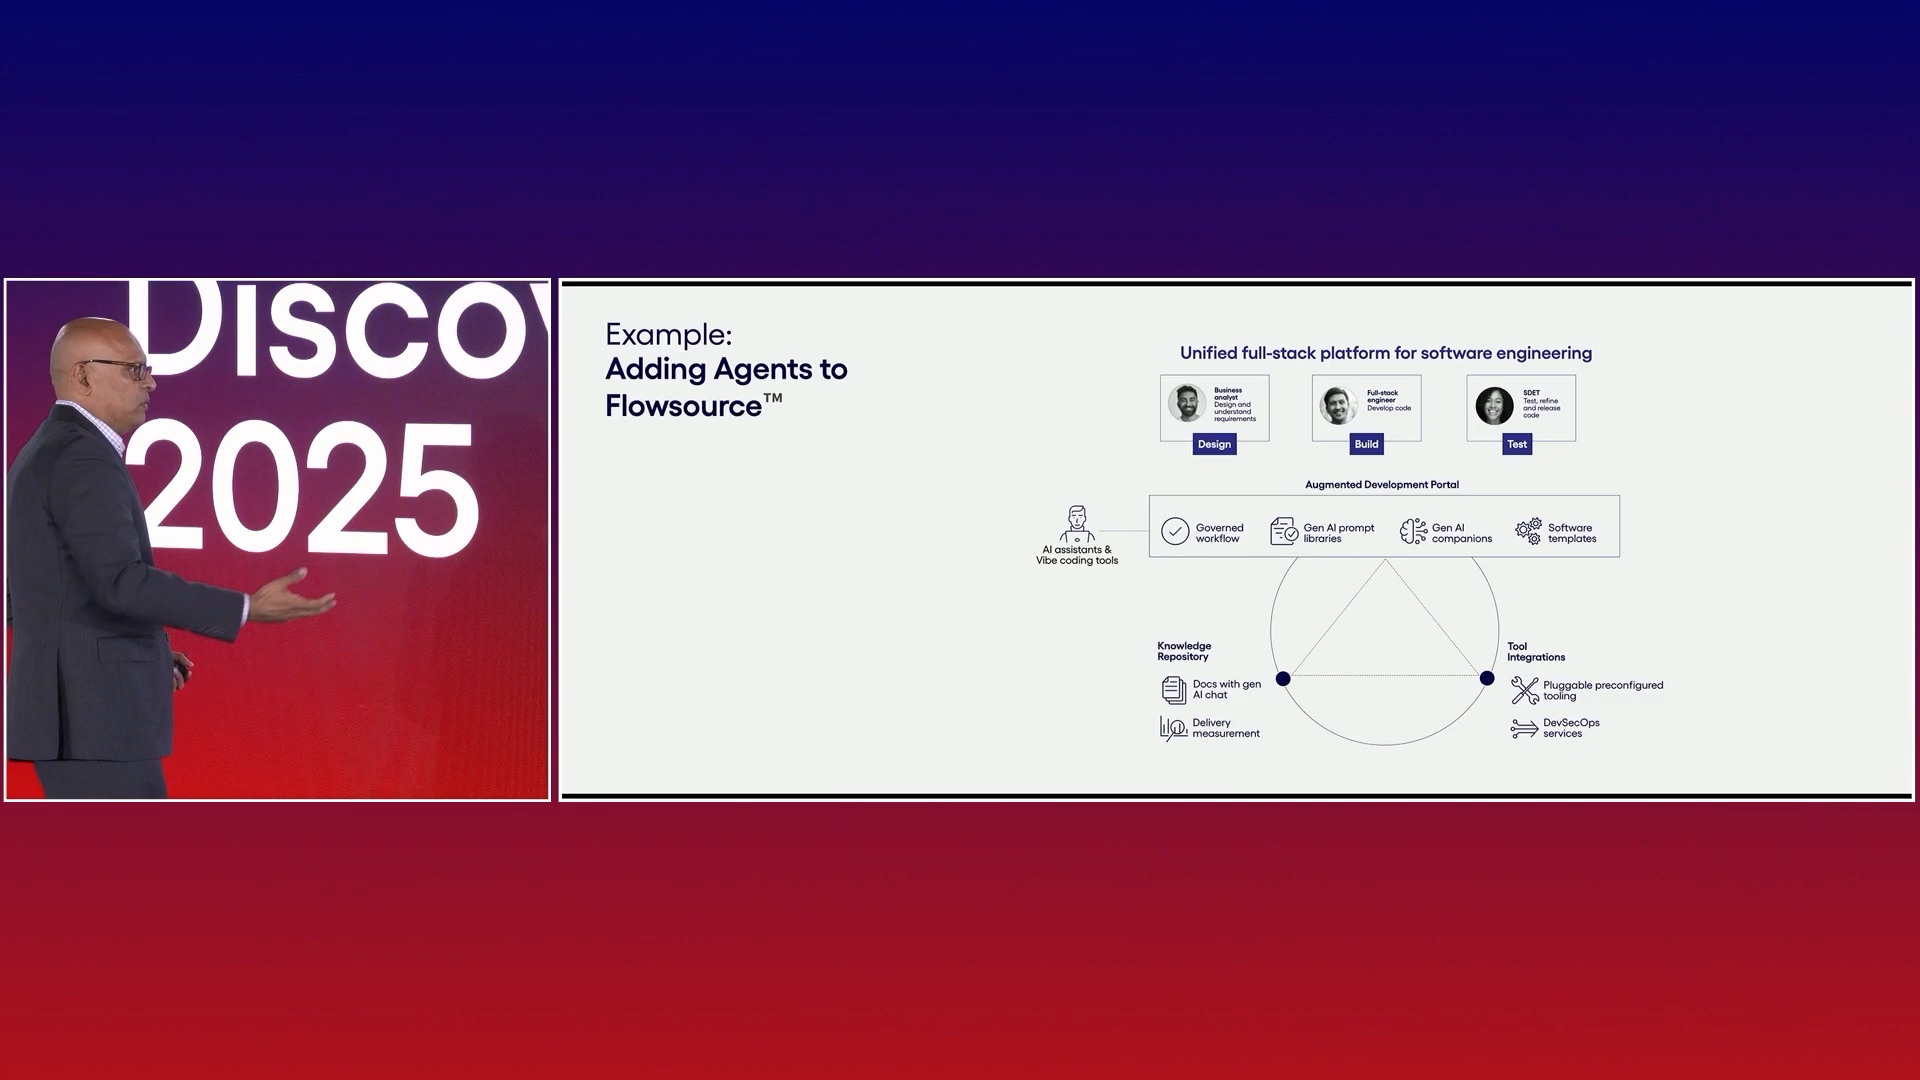 Discov
2025
Example:
Adding Agents to
Flowsource™
Unified full-stack platform for software engineering
Business
analyst
Design and
understand
requirements
Design
Full-stack
engineer
Develop code
Build
SDET
Test, refine
and release
code
Test
Augmented Development Portal
AI assistants &
Vibe coding tools
Governed
workflow
Gen AI prompt
libraries
Gen AI
companions
Software
templates
Knowledge
Repository
Docs with gen
AI chat
Delivery
measurement
Tool
Integrations
Pluggable preconfigured
tooling
DevSecOps
services